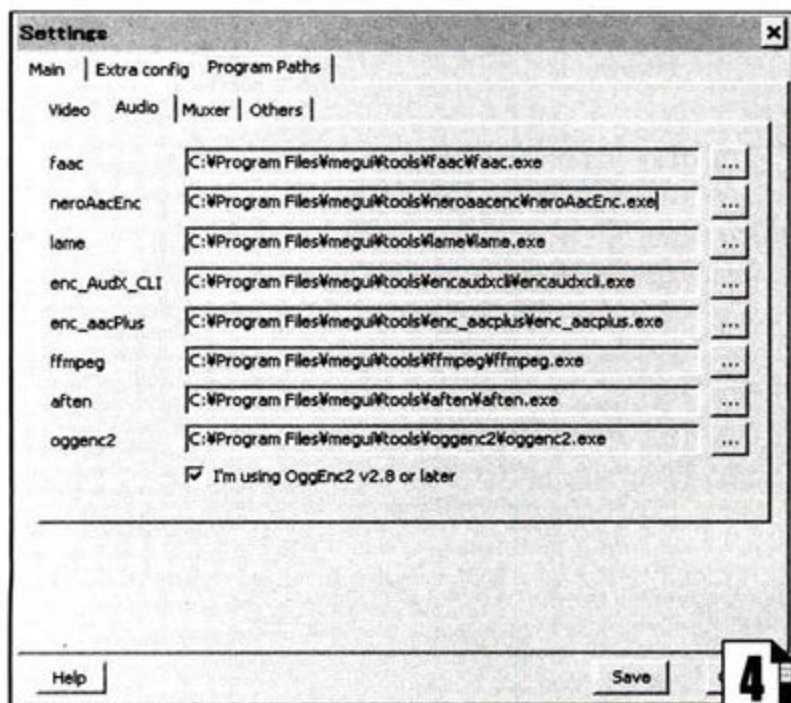 Settings
Main Extra config Program Paths
Video Audio Muxer Others
faac C:¥Program Files¥megui¥tools¥faac¥faac.exe ...
neroAacEnc C:¥Program Files¥megui¥tools¥neroaacenc¥neroAacEnc.exe ...
lame C:¥Program Files¥megui¥tools¥lame¥lame.exe ...
enc_AudX_CLI C:¥Program Files¥megui¥tools¥encaudxcli¥encaudxcli.exe ...
enc_aacPlus C:¥Program Files¥megui¥tools¥enc_aacplus¥enc_aacplus.exe ...
ffmpeg C:¥Program Files¥megui¥tools¥ffmpeg¥ffmpeg.exe ...
aften C:¥Program Files¥megui¥tools¥aften¥aften.exe ...
oggenc2 C:¥Program Files¥megui¥tools¥oggenc2¥oggenc2.exe ...
I'm using OggEnc2 v2.8 or later
Help Save
4